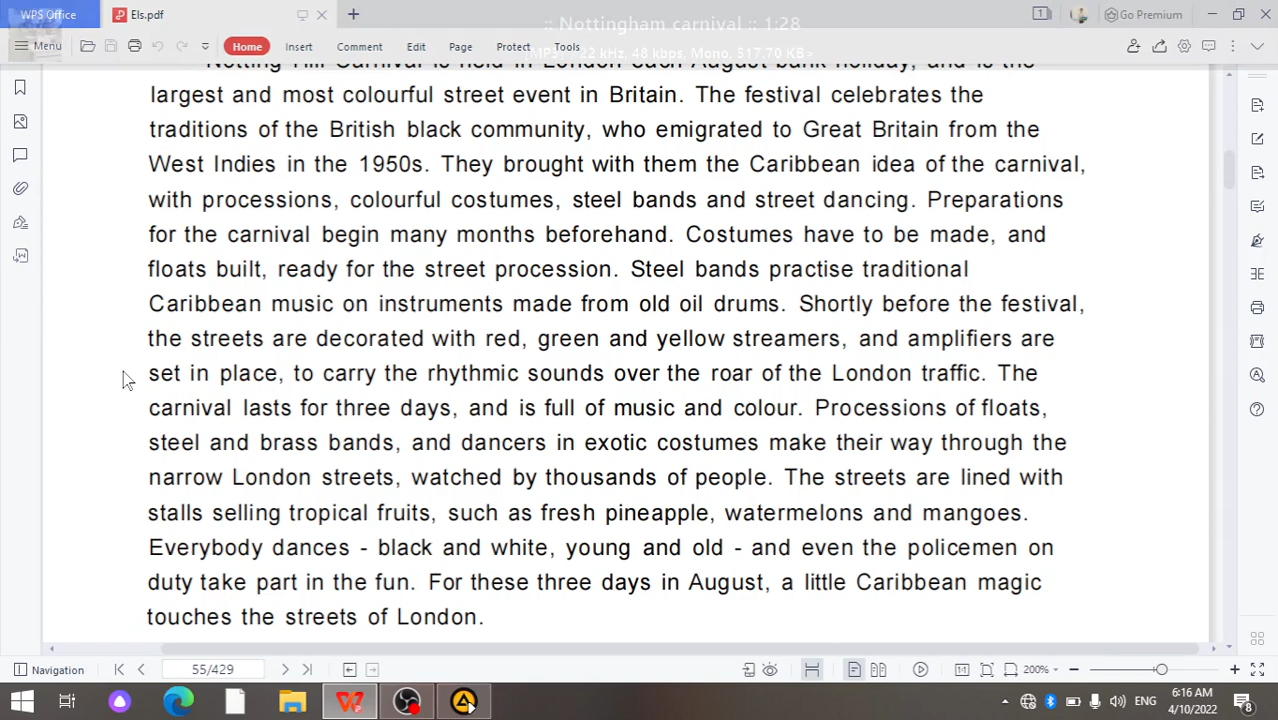 WPS Office
Els.pdf
:: Nottingham carnival :: 1:28
Go Premium
Menu
Home
Insert
Comment
Edit
Page
Protect
Tools
MP3 :: 22 kHz, 48 kbps, Mono, 517.70 KB>
Notting Hill Carnival is held in London each August bank holiday, and is the
largest and most colourful street event in Britain. The festival celebrates the
traditions of the British black community, who emigrated to Great Britain from the
West Indies in the 1950s. They brought with them the Caribbean idea of the carnival,
with processions, colourful costumes, steel bands and street dancing. Preparations
for the carnival begin many months beforehand. Costumes have to be made, and
floats built, ready for the street procession. Steel bands practise traditional
Caribbean music on instruments made from old oil drums. Shortly before the festival,
the streets are decorated with red, green and yellow streamers, and amplifiers are
set in place, to carry the rhythmic sounds over the roar of the London traffic. The
carnival lasts for three days, and is full of music and colour. Processions of floats,
steel and brass bands, and dancers in exotic costumes make their way through the
narrow London streets, watched by thousands of people. The streets are lined with
stalls selling tropical fruits, such as fresh pineapple, watermelons and mangoes.
Everybody dances - black and white, young and old - and even the policemen on
duty take part in the fun. For these three days in August, a little Caribbean magic
touches the streets of London.
Navigation
55/429
200%
ENG
6:16 AM
4/10/2022
8